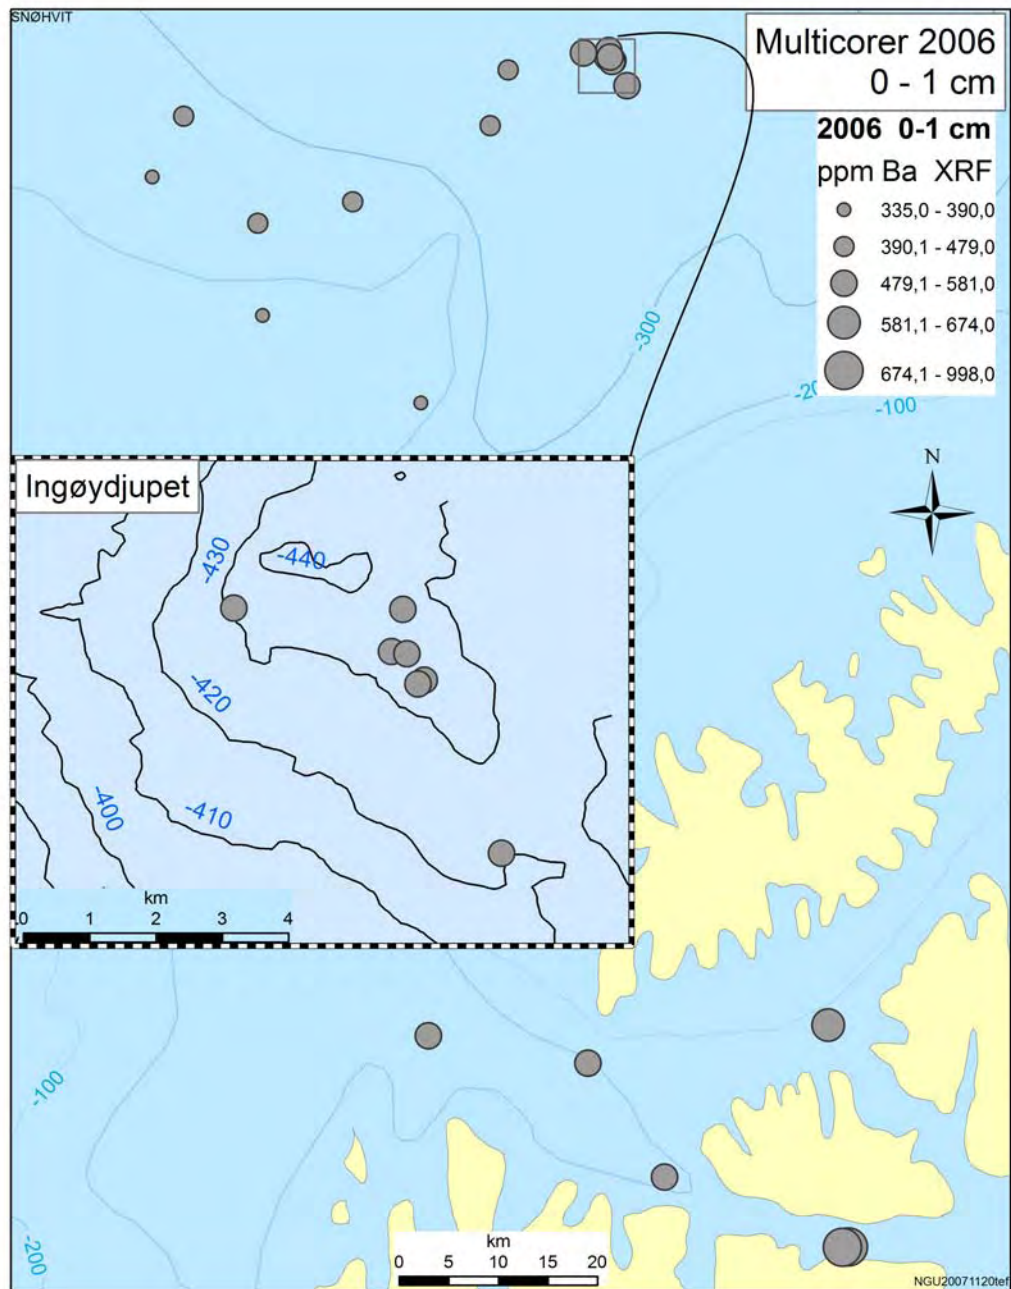 SNØHVIT
Multicorer 2006
0 - 1 cm
2006 0-1 cm
ppm Ba XRF
335,0 - 390,0
390,1 - 479,0
479,1 - 581,0
581,1 - 674,0
674,1 - 998,0
-300
-100
N
Ingøydjupet
-430
-440
-420
-410
-400
km
0 1 2 3 4
-100
-200
km
0 5 10 15 20
NGU20071120tef